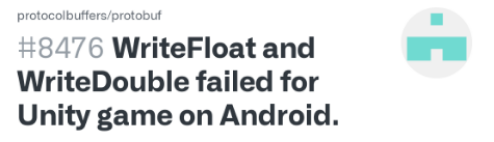 protocolbuffers/protobuf
#8476 WriteFloat and
WriteDouble failed for
Unity game on Android.